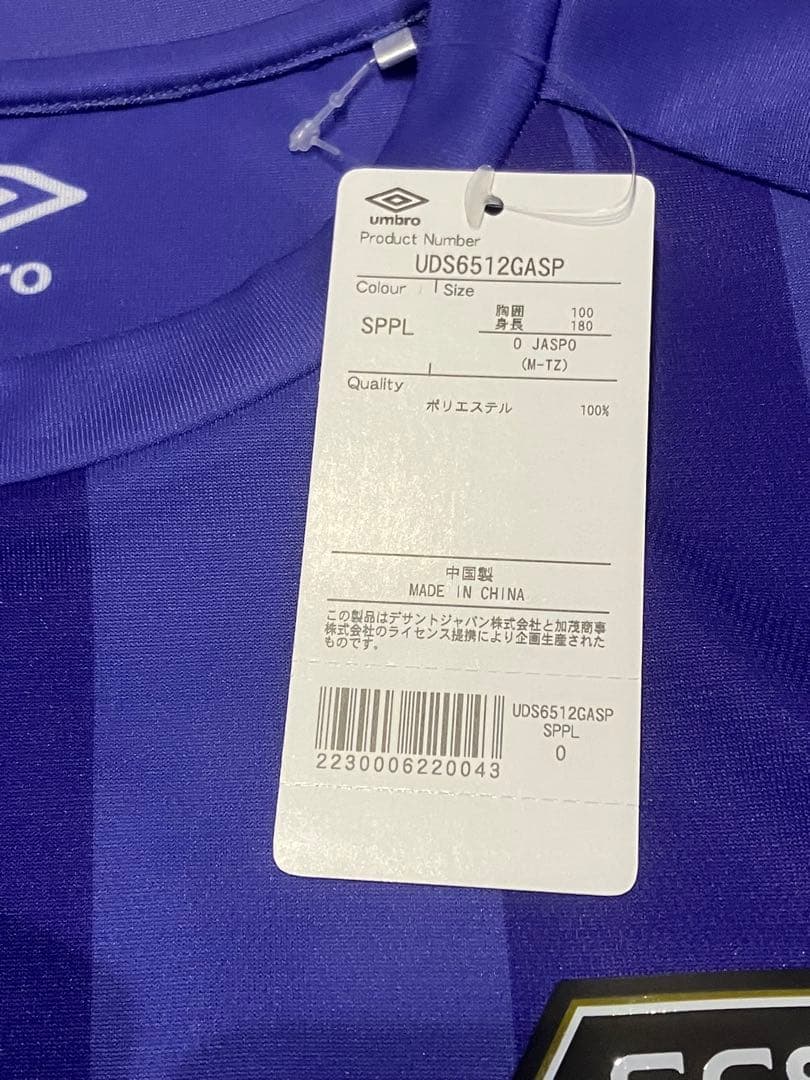 ro
umbro
Product Number
UDS6512GASP
Colour Size
SPPL
胸囲 100
身長 180
O JASPO
(M-TZ)
Quality
ポリエステル 100%
中国製
MADE IN CHINA
この製品はデサントジャパン株式会社と加茂商事
株式会社のライセンス提携により企画生産された
ものです。
UDS6512GASP
SPPL
O
2230006220043